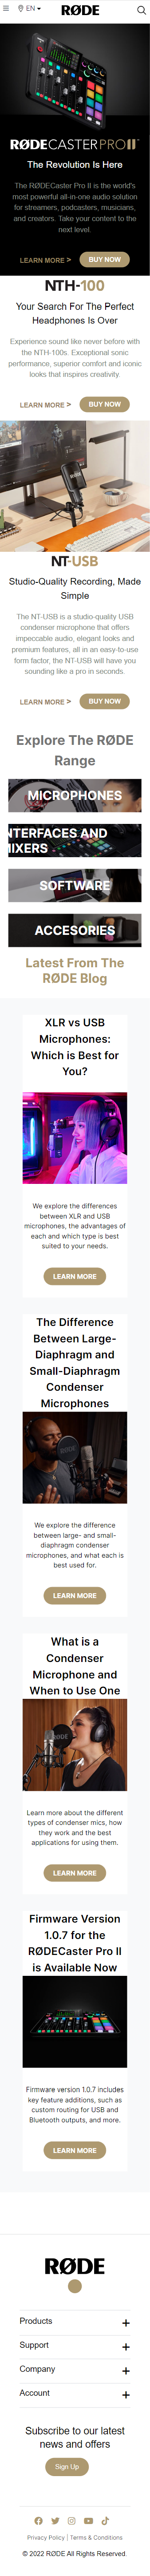 EN
RØDE
RØDECASTER PRO II
The Revolution Is Here
The RØDECaster Pro II is the world's
most powerful all-in-one audio solution
for streamers, podcasters, musicians,
and creators. Take your content to the
next level.
LEARN MORE >
BUY NOW
NTH-100
Your Search For The Perfect
Headphones Is Over
Experience sound like never before with
the NTH-100s. Exceptional sonic
performance, superior comfort and iconic
looks that inspires creativity.
LEARN MORE >
BUY NOW
NT-USB
Studio-Quality Recording, Made
Simple
The NT-USB is a studio-quality USB
condenser microphone that offers
impeccable audio, elegant looks and
premium features, all in an easy-to-use
form factor, the NT-USB will have you
sounding like a pro in seconds.
LEARN MORE >
BUY NOW
Explore The RØDE
Range
MICROPHONES
NTERFACES AND
MIXERS
SOFTWARE
ACCESORIES
Latest From The
RØDE Blog
XLR vs USB
Microphones:
Which is Best for
You?
We explore the differences
between XLR and USB
microphones, the advantages of
each and which type is best
suited to your needs.
LEARN MORE
The Difference
Between Large-
Diaphragm and
Small-Diaphragm
Condenser
Microphones
RØDE
We explore the difference
between large- and small-
diaphragm condenser
microphones, and what each is
best used for.
LEARN MORE
What is a
Condenser
Microphone and
When to Use One
RØDE
Learn more about the different
types of condenser mics, how
they work and the best
applications for using them.
LEARN MORE
Firmware Version
1.0.7 for the
RØDECaster Pro II
is Available Now
Firmware version 1.0.7 includes
key feature additions, such as
custom routing for USB and
Bluetooth outputs, and more.
LEARN MORE
RØDE
Products +
Support +
Company +
Account +
Subscribe to our latest
news and offers
Sign Up
Privacy Policy | Terms & Conditions
© 2022 RØDE All Rights Reserved.